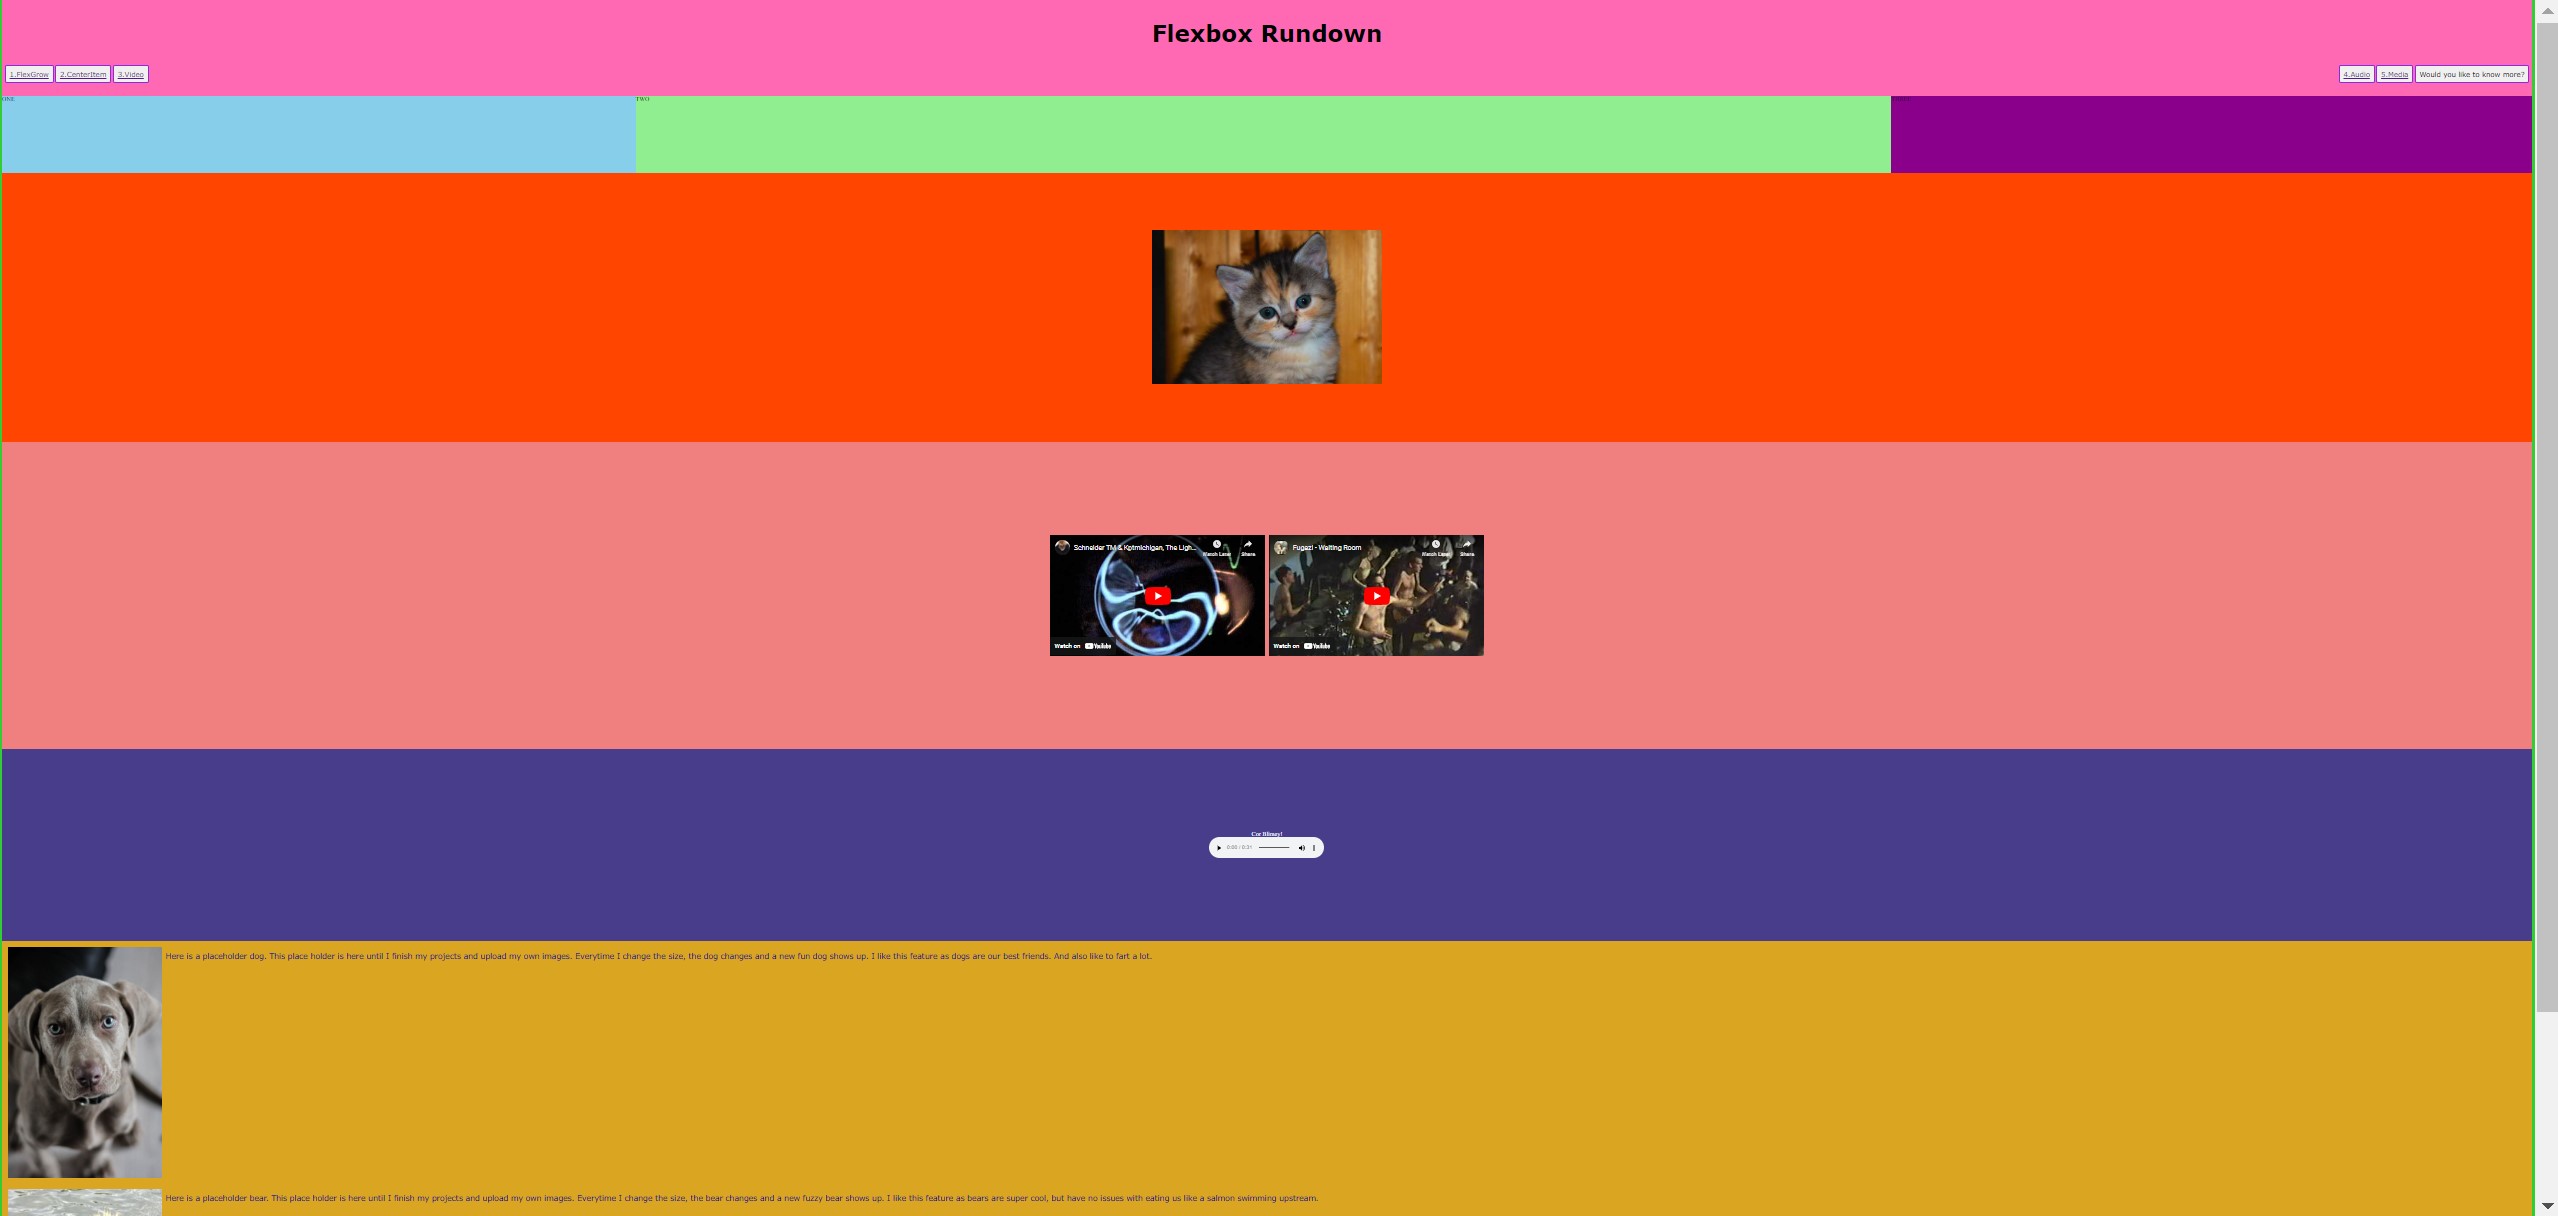 Flexbox Rundown
1.FlexGrow 2.CenterItem 3.Video 4.Audio 5.Media Would you like to know more?
ONE TWO
Schneider TM & Kptmichigan, The Ligh... Watch Later Share
Fugazi - Waiting Room Watch Later Share
Watch on YouTube
Watch on YouTube
Cor Blimey!
0:00 / 0:31
Here is a placeholder dog. This place holder is here until I finish my projects and upload my own images. Everytime I change the size, the dog changes and a new fun dog shows up. I like this feature as dogs are our best friends. And also like to fart a lot.
Here is a placeholder bear. This place holder is here until I finish my projects and upload my own images. Everytime I change the size, the bear changes and a new fuzzy bear shows up. I like this feature as bears are super cool, but have no issues with eating us like a salmon swimming upstream.